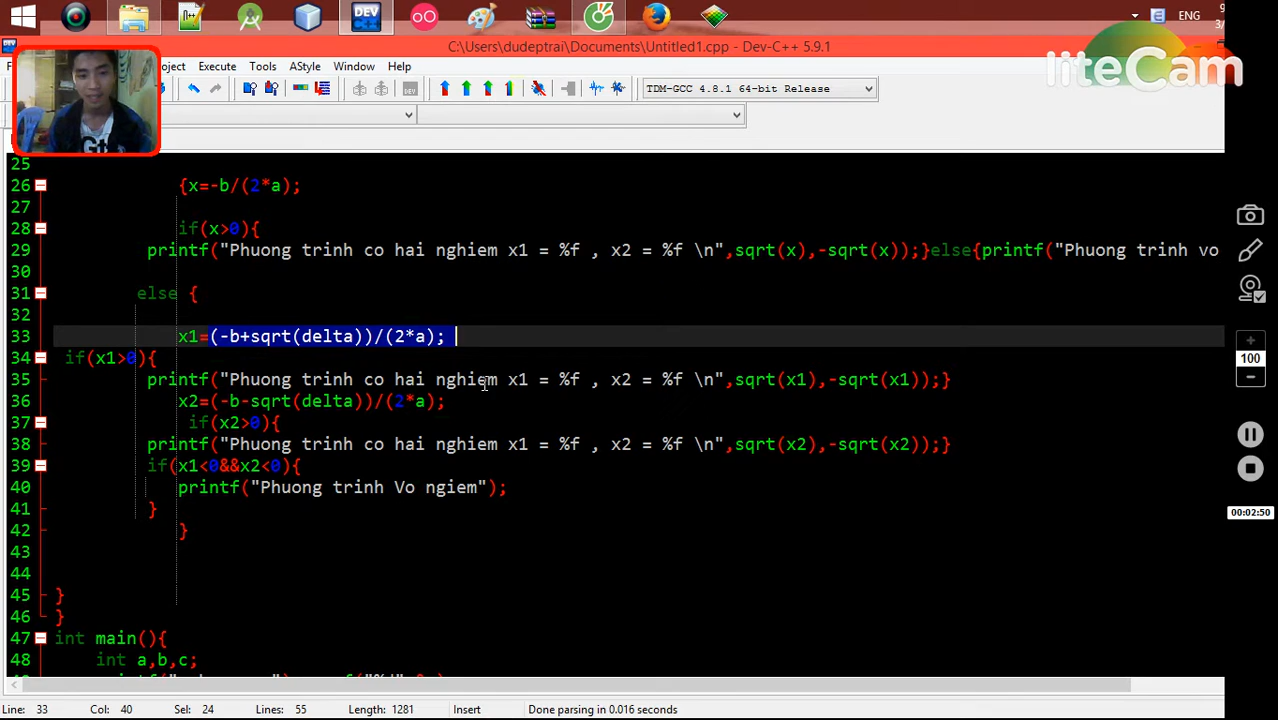 DEV
C++
ENG
C:\Users\dudeptrai\Documents\Untitled1.cpp - Dev-C++ 5.9.1
liteCam
oject Execute Tools AStyle Window Help
TDM-GCC 4.8.1 64-bit Release
25
26 {x=-b/(2*a);
27
28 if(x>0){
29 printf("Phuong trinh co hai nghiem x1 = %f , x2 = %f \n",sqrt(x),-sqrt(x));}else{printf("Phuong trinh vo
30
31 else {
32
33 x1=(-b+sqrt(delta))/(2*a);
34 if(x1>0){
35 printf("Phuong trinh co hai nghiem x1 = %f , x2 = %f \n",sqrt(x1),-sqrt(x1));}
36 x2=(-b-sqrt(delta))/(2*a);
37 if(x2>0){
38 printf("Phuong trinh co hai nghiem x1 = %f , x2 = %f \n",sqrt(x2),-sqrt(x2));}
39 if(x1<0&&x2<0){
40 printf("Phuong trinh Vo ngiem");
41 }
42 }
43
44
45 }
46 }
47 int main(){
48 int a,b,c;
100
00:02:50
Line: 33 Col: 40 Sel: 24 Lines: 55 Length: 1281 Insert Done parsing in 0.016 seconds